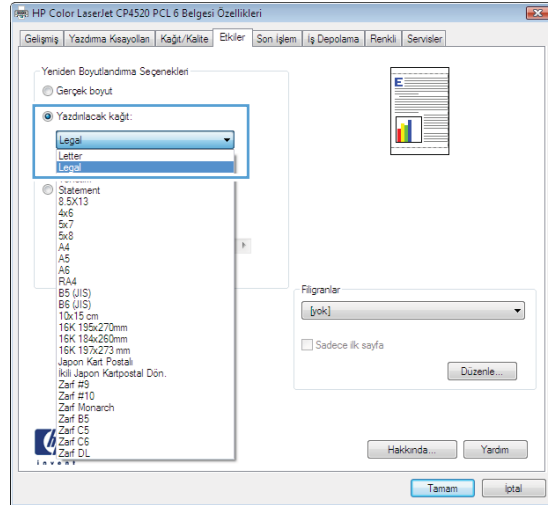 HP Color LaserJet CP4520 PCL 6 Belgesi Özellikleri
Gelişmiş Yazdırma Kısayolları Kağıt/Kalite Etkiler Son İşlem İş Depolama Renkli Servisler
Yeniden Boyutlandırma Seçenekleri
Gerçek boyut
Yazdırılacak kağıt:
Legal
Letter
Legal
Statement
8.5X13
4x6
5x7
5x8
A4
A5
A6
RA4
B5 (JIS)
B6 (JIS)
10x15 cm
16K 195x270mm
16K 184x260mm
16K 197x273 mm
Japon Kart Postalı
İkili Japon Kartpostal Dön.
Zarf #9
Zarf #10
Zarf Monarch
Zarf B5
Zarf C5
Zarf C6
Zarf DL
E
Filigranlar
[yok]
Sadece ilk sayfa
Düzenle...
invent
Hakkında... Yardım
Tamam İptal